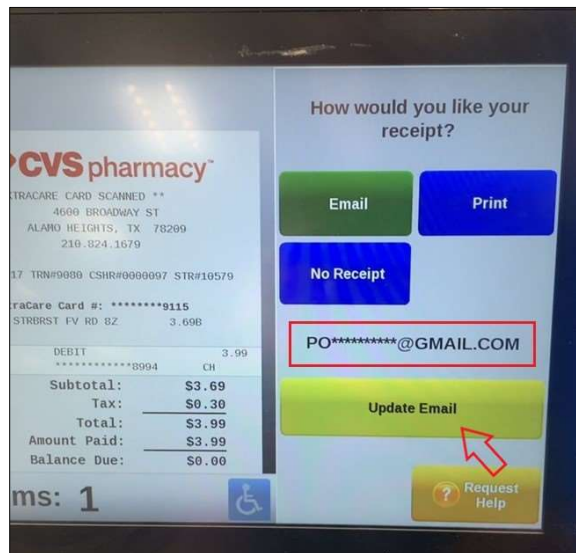 CVS pharmacy™
XTRACARE CARD SCANNED **
4600 BROADWAY ST
ALAMO HEIGHTS, TX 78209
210.824.1679
17 TRN#9080 CSHR#0000097 STR#10579
traCare Card #: ********9115
STRBRST FV RD 8Z 3.69B
DEBIT 3.99
************8994 CH
Subtotal: $3.69
Tax: $0.30
Total: $3.99
Amount Paid: $3.99
Balance Due: $0.00
ms: 1
How would you like your
receipt?
Email
Print
No Receipt
PO**********@GMAIL.COM
Update Email
? Request
Help